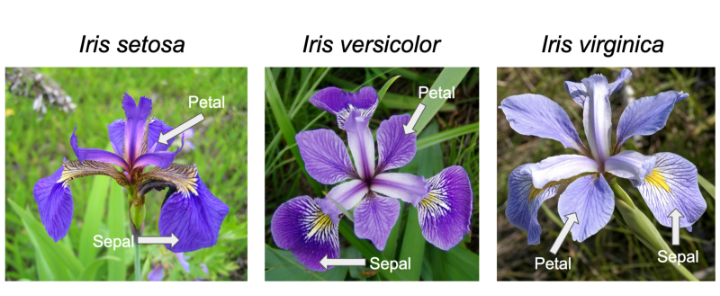 Iris setosa
Iris versicolor
Iris virginica
Petal
Sepal
Petal
Sepal
Petal
Sepal